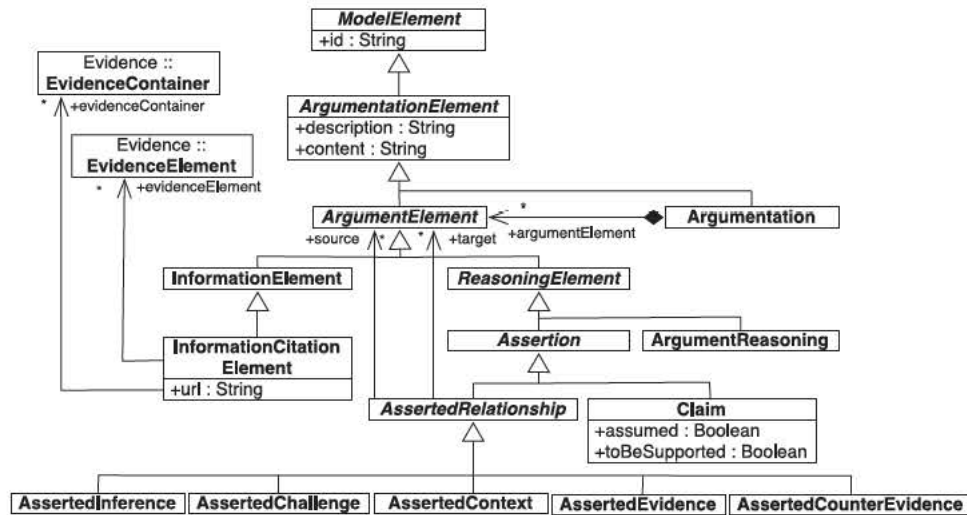 ModelElement
+id : String
Evidence ::
EvidenceContainer
* +evidenceContainer
ArgumentationElement
+description : String
+content : String
Evidence ::
EvidenceElement
* +evidenceElement
ArgumentElement
*
+argumentElement
Argumentation
+source * * +target
InformationElement
ReasoningElement
InformationCitation
Element
+url : String
Assertion
ArgumentReasoning
AssertedRelationship
Claim
+assumed : Boolean
+toBeSupported : Boolean
AssertedInference
AssertedChallenge
AssertedContext
AssertedEvidence
AssertedCounterEvidence